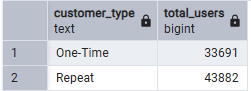 customer_type total_users
text bigint
1 One-Time 33691
2 Repeat 43882